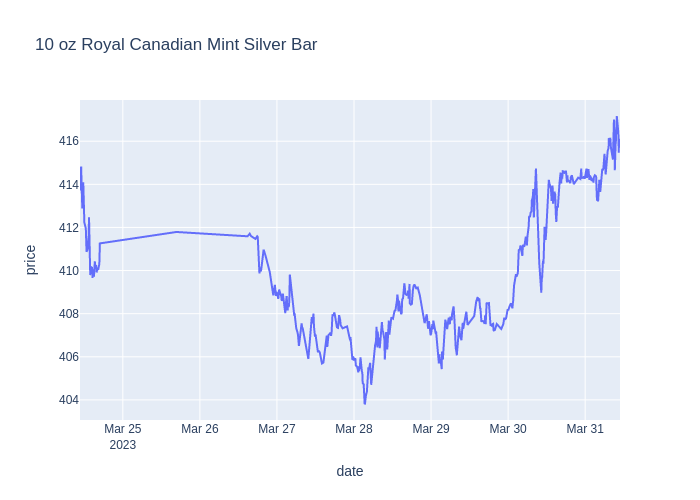 10 oz Royal Canadian Mint Silver Bar
416
414
412
410
408
406
404
price
Mar 25
2023
Mar 26
Mar 27
Mar 28
Mar 29
Mar 30
Mar 31
date